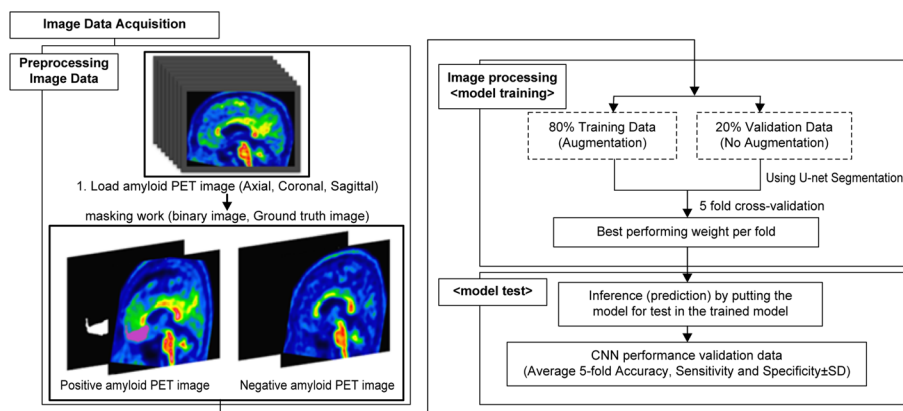 Image Data Acquisition
Preprocessing
Image Data
1. Load amyloid PET image (Axial, Coronal, Sagittal)
masking work (binary image, Ground truth image)
Positive amyloid PET image
Negative amyloid PET image
Image processing
<model training>
80% Training Data
(Augmentation)
20% Validation Data
(No Augmentation)
Using U-net Segmentation
5 fold cross-validation
Best performing weight per fold
<model test>
Inference (prediction) by putting the
model for test in the trained model
CNN performance validation data
(Average 5-fold Accuracy, Sensitivity and Specificity±SD)